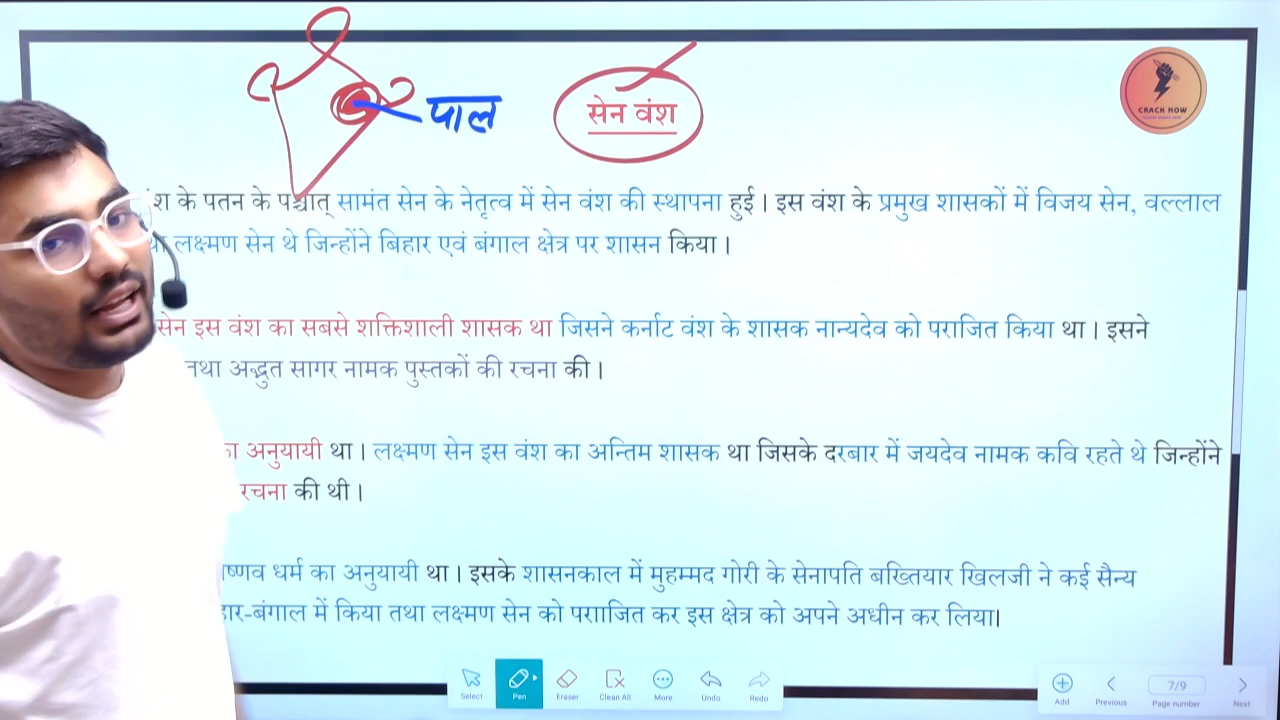 पाल
सेन वंश
CRACK NOW
के पतन के पश्चात् सामंत सेन के नेतृत्व में सेन वंश की स्थापना हुई। इस वंश के प्रमुख शासकों में विजय सेन, वल्लाल
लक्ष्मण सेन थे जिन्होंने बिहार एवं बंगाल क्षेत्र पर शासन किया।
सेन इस वंश का सबसे शक्तिशाली शासक था जिसने कर्नाट वंश के शासक नान्यदेव को पराजित किया था। इसने
तथा अद्भुत सागर नामक पुस्तकों की रचना की।
का अनुयायी था। लक्ष्मण सेन इस वंश का अन्तिम शासक था जिसके दरबार में जयदेव नामक कवि रहते थे जिन्होंने
रचना की थी।
धर्म का अनुयायी था। इसके शासनकाल में मुहम्मद गोरी के सेनापति बख्तियार खिलजी ने कई सैन्य
में किया तथा लक्ष्मण सेन को पराजित कर इस क्षेत्र को अपने अधीन कर लिया।
Select Pen Eraser Clean All More Undo Redo
Add Previous 7/9 Page number Next